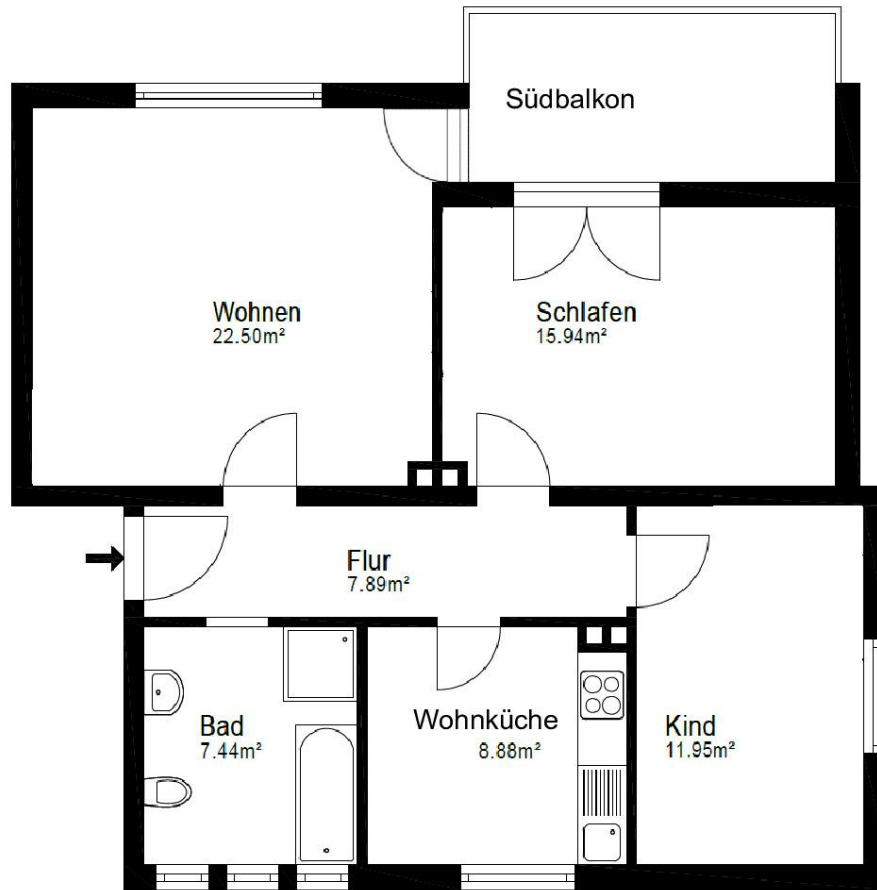 Südbalkon
Wohnen
22.50m²
Schlafen
15.94m²
Flur
7.89m²
Bad
7.44m²
Wohnküche
8.88m²
Kind
11.95m²